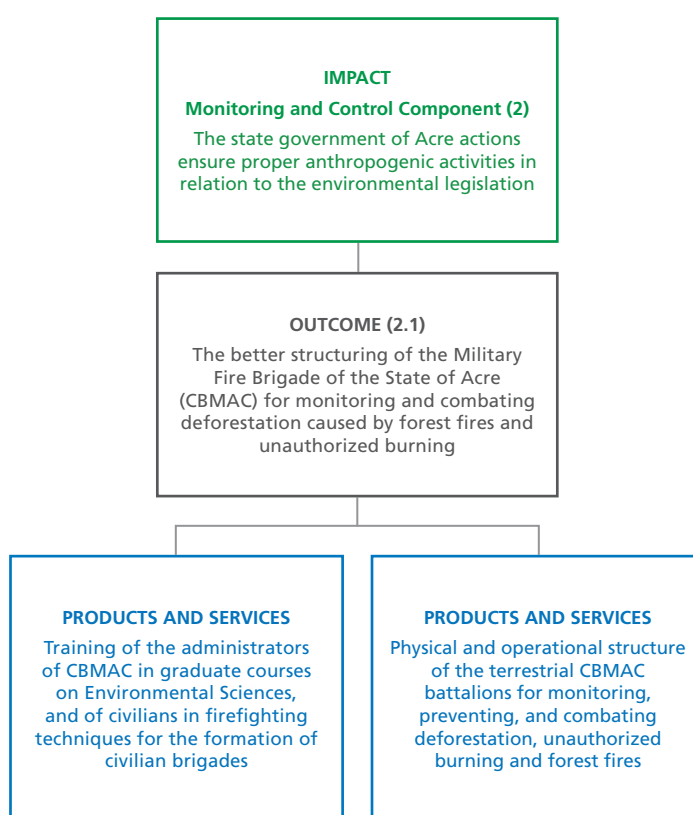 IMPACT
Monitoring and Control Component (2)
The state government of Acre actions
ensure proper anthropogenic activities in
relation to the environmental legislation
OUTCOME (2.1)
The better structuring of the Military
Fire Brigade of the State of Acre
(CBMAC) for monitoring and combating
deforestation caused by forest fires and
unauthorized burning
PRODUCTS AND SERVICES
Training of the administrators
of CBMAC in graduate courses
on Environmental Sciences,
and of civilians in firefighting
techniques for the formation of
civilian brigades
PRODUCTS AND SERVICES
Physical and operational structure
of the terrestrial CBMAC
battalions for monitoring,
preventing, and combating
deforestation, unauthorized
burning and forest fires